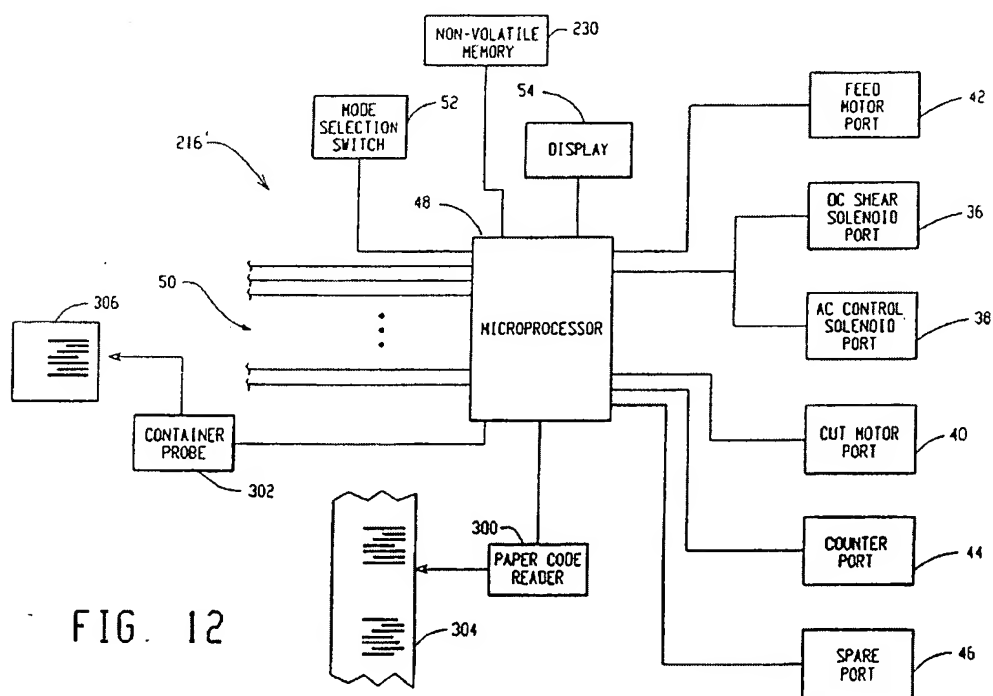 NON-VOLATILE
MEMORY
230
MODE
SELECTION
SWITCH
52
54
DISPLAY
FEED
MOTOR
PORT
42
216'
48
DC SHEAR
SOLENOID
PORT
36
50
306
MICROPROCESSOR
AC CONTROL
SOLENOID
PORT
38
CONTAINER
PROBE
302
CUT MOTOR
PORT
40
300
PAPER CODE
READER
COUNTER
PORT
44
304
FIG. 12
SPARE
PORT
46